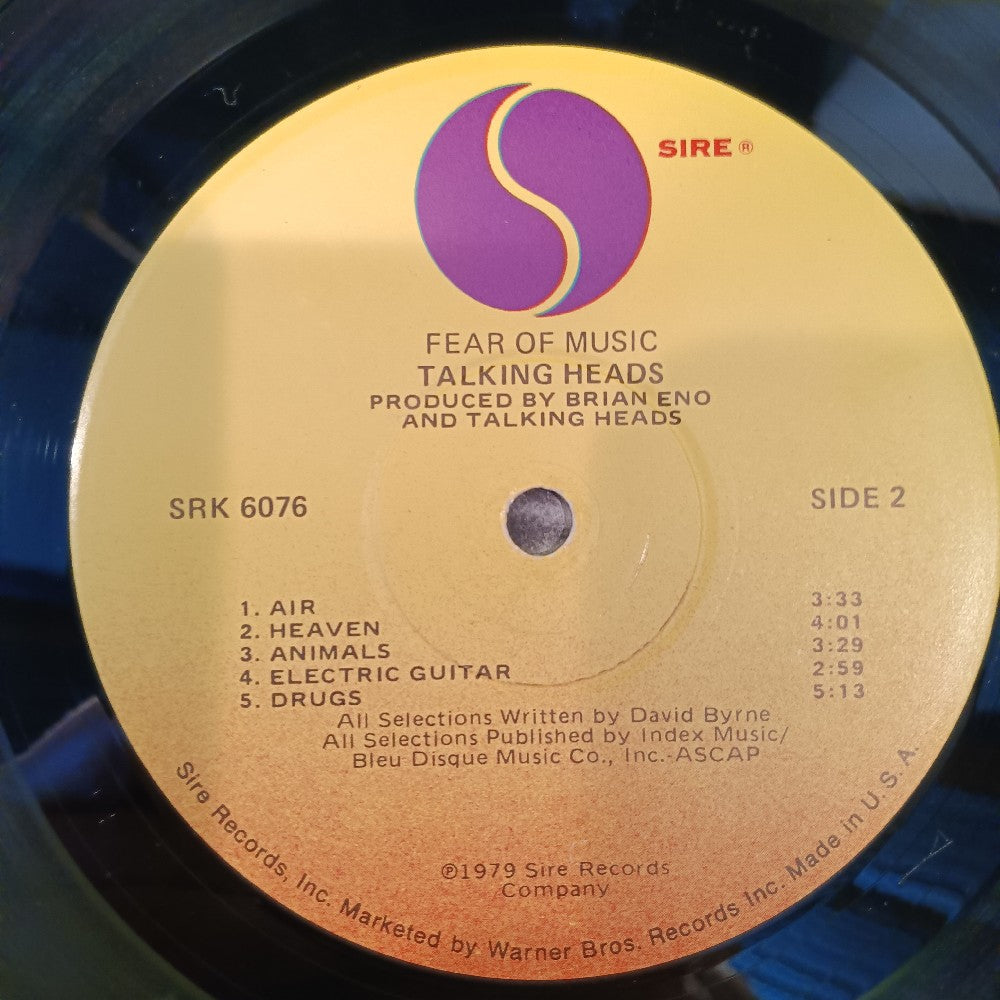 SIRE ®
FEAR OF MUSIC
TALKING HEADS
PRODUCED BY BRIAN ENO
AND TALKING HEADS
SRK 6076
SIDE 2
1. AIR 3:33
2. HEAVEN 4:01
3. ANIMALS 3:29
4. ELECTRIC GUITAR 2:59
5. DRUGS 5:13
All Selections Written by David Byrne
All Selections Published by Index Music/
Bleu Disque Music Co., Inc.-ASCAP
℗1979 Sire Records
Company
Sire Records, Inc. Marketed by Warner Bros. Records Inc. Made in U.S.A.